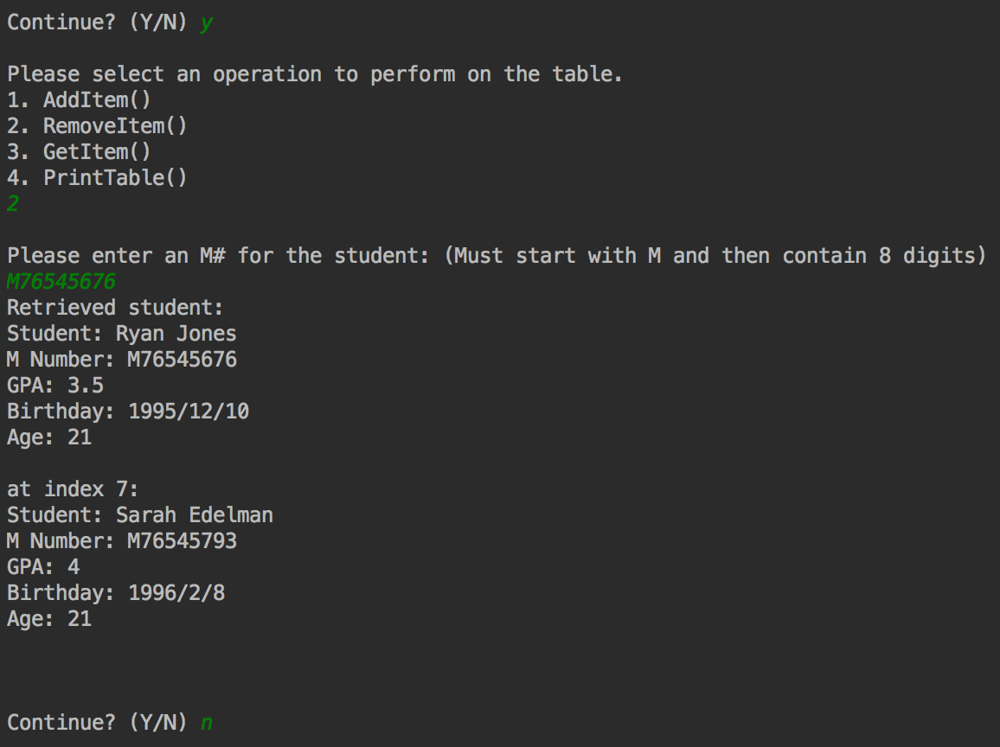 Continue? (Y/N) y
Please select an operation to perform on the table.
1. AddItem()
2. RemoveItem()
3. GetItem()
4. PrintTable()
2
Please enter an M# for the student: (Must start with M and then contain 8 digits)
M76545676
Retrieved student:
Student: Ryan Jones
M Number: M76545676
GPA: 3.5
Birthday: 1995/12/10
Age: 21
at index 7:
Student: Sarah Edelman
M Number: M76545793
GPA: 4
Birthday: 1996/2/8
Age: 21
Continue? (Y/N) n